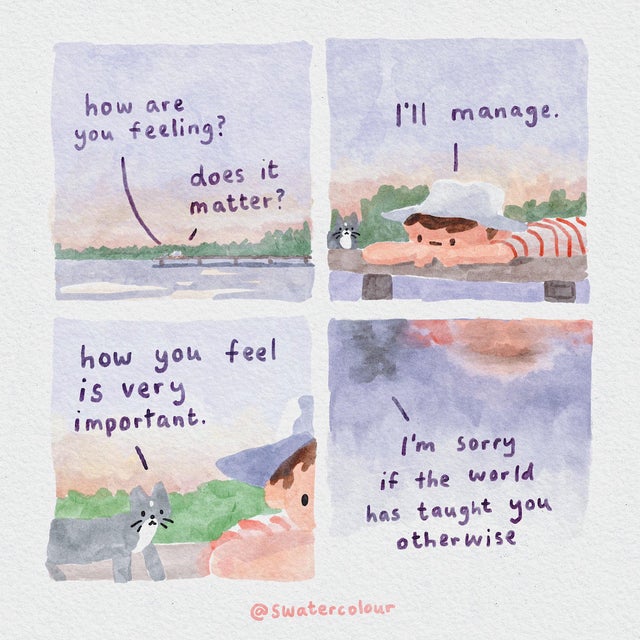 how are
you feeling?
does it
matter?
I'll manage.
how you feel
is very
important.
I'm sorry
if the world
has taught you
otherwise
@swatercolour